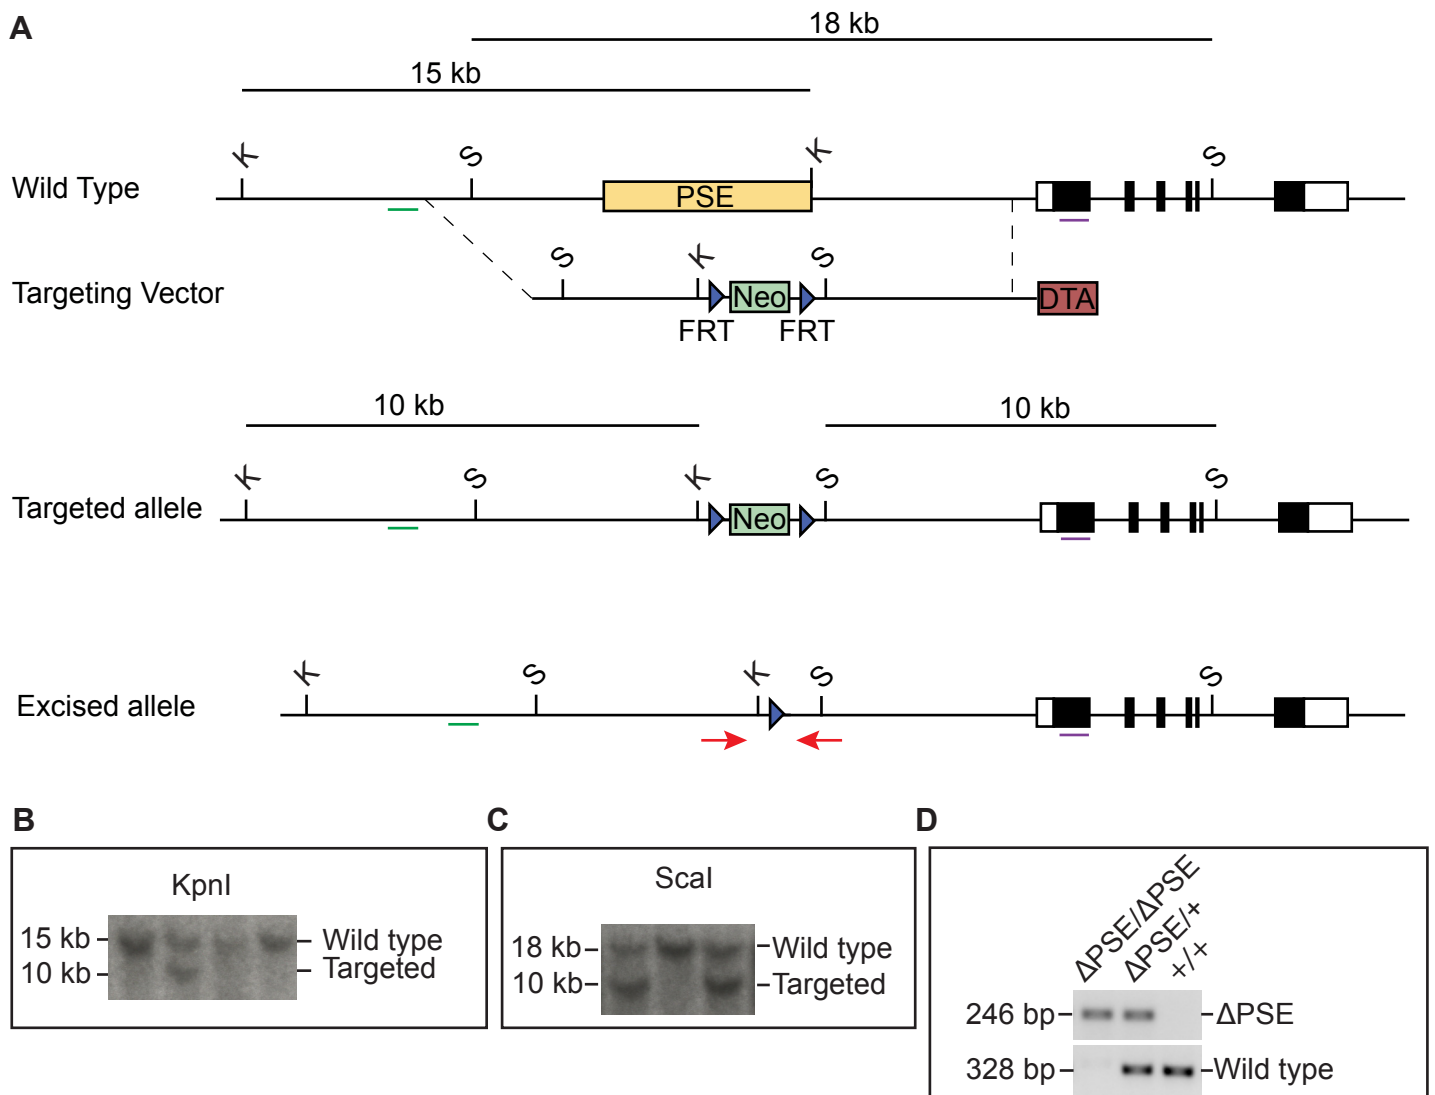 A
18 kb
15 kb
K S K S
Wild Type
PSE
S K S
Targeting Vector
Neo
DTA
FRT FRT
10 kb 10 kb
K S K S S
Targeted allele
Neo
K S K S S
Excised allele
B
KpnI
15 kb
Wild type
10 kb
Targeted
C
ScaI
18 kb
Wild type
10 kb
Targeted
D
ΔPSE/ΔPSE
ΔPSE/+
+/+
246 bp
ΔPSE
328 bp
Wild type